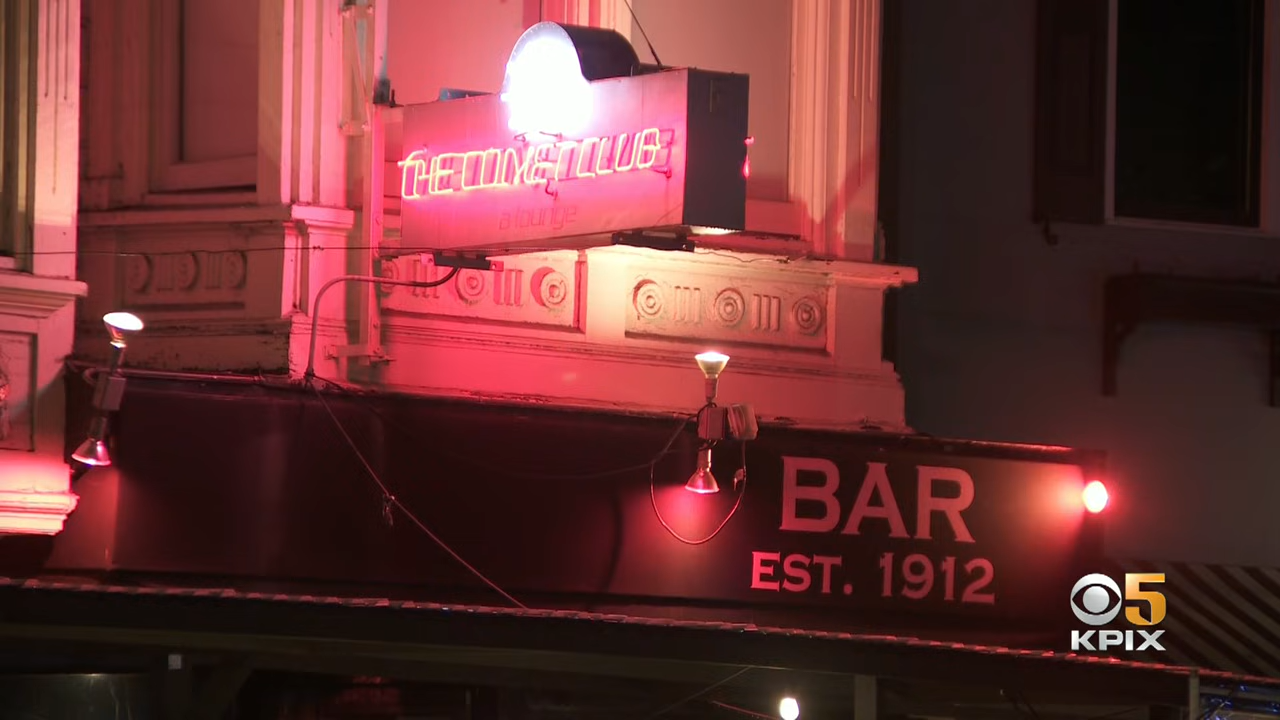 THE COMET CLUB
a lounge
BAR
EST. 1912
5
KPIX